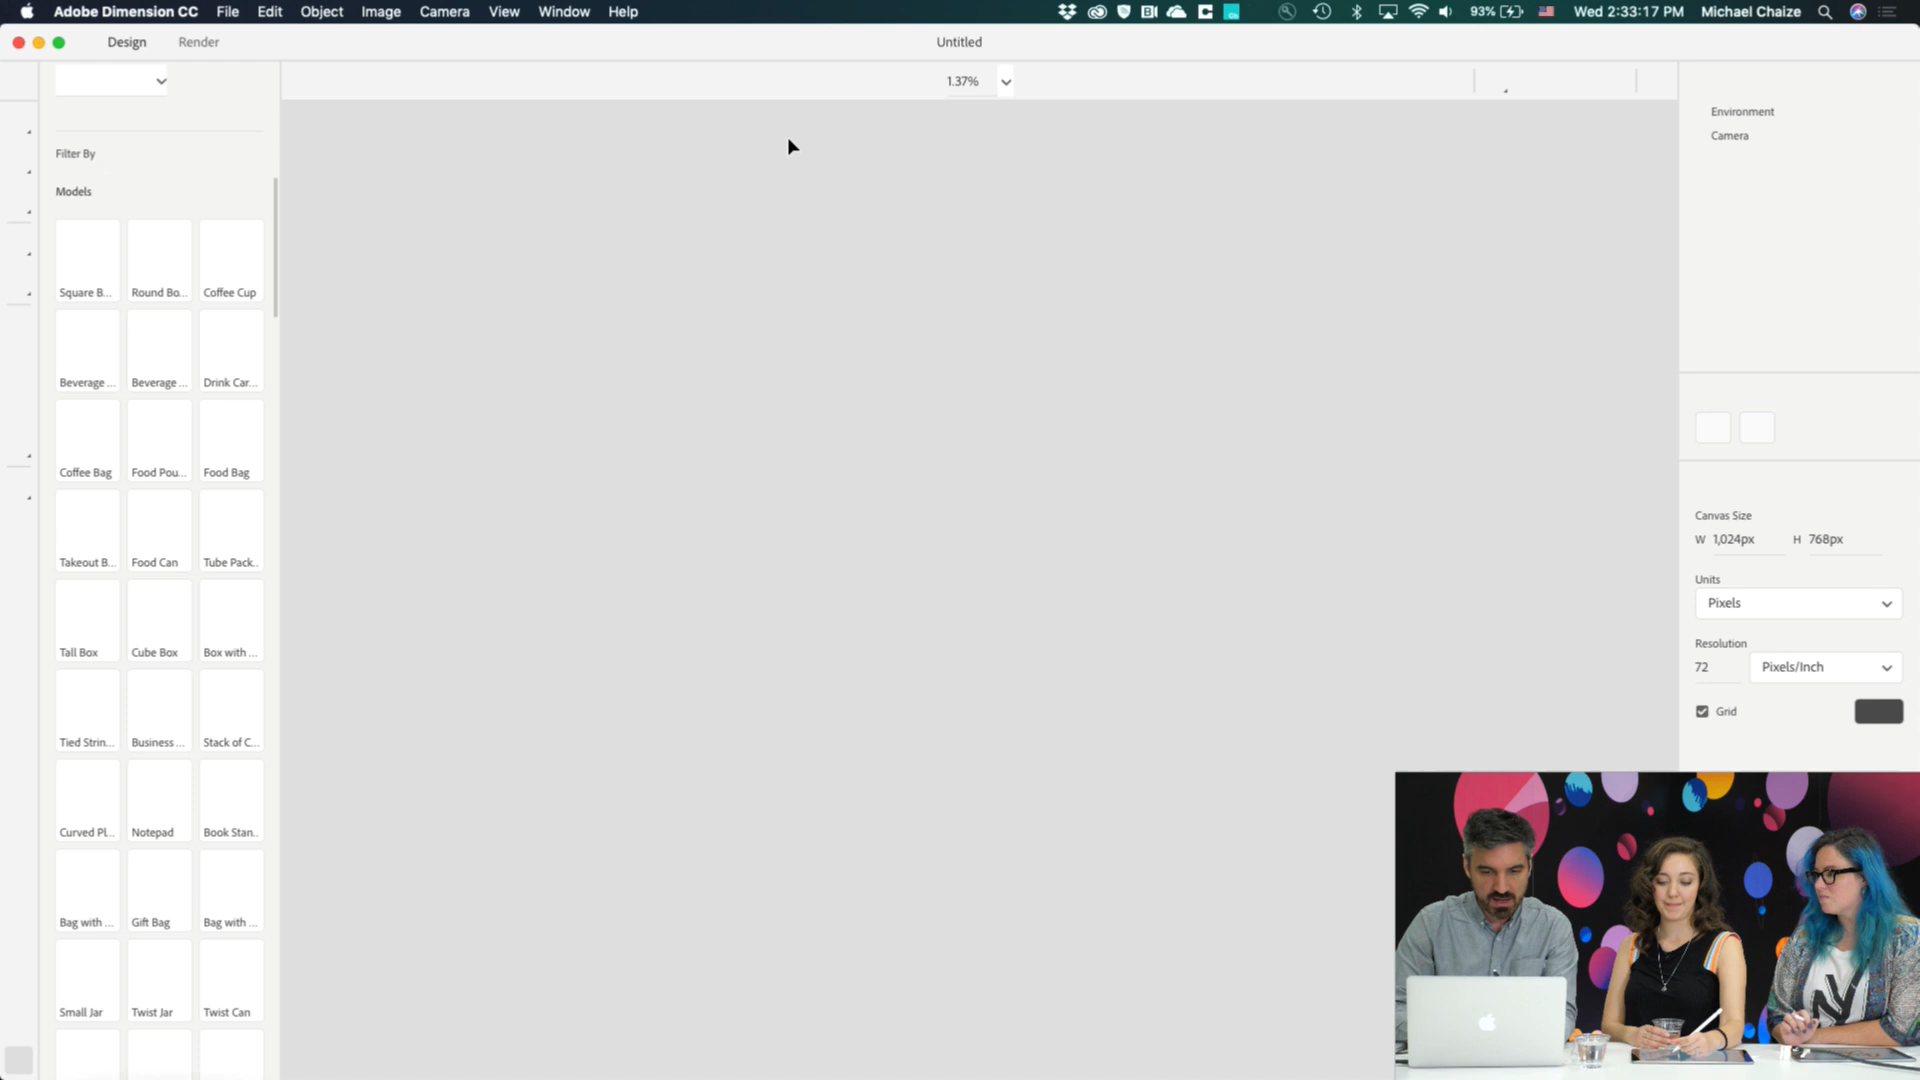 Adobe Dimension CC File Edit Object Image Camera View Window Help 93% Wed 2:33:17 PM Michael Chaize
Design Render Untitled
1.37%
Environment
Camera
Filter By
Models
Square B... Round Bo... Coffee Cup
Beverage ... Beverage ... Drink Car...
Coffee Bag Food Pou... Food Bag
Takeout B... Food Can Tube Pack..
Tall Box Cube Box Box with ...
Tied Strin... Business ... Stack of C...
Curved Pl... Notepad Book Stan..
Bag with ... Gift Bag Bag with ...
Small Jar Twist Jar Twist Can
Canvas Size
W 1,024px H 768px
Units
Pixels
Resolution
72 Pixels/Inch
Grid